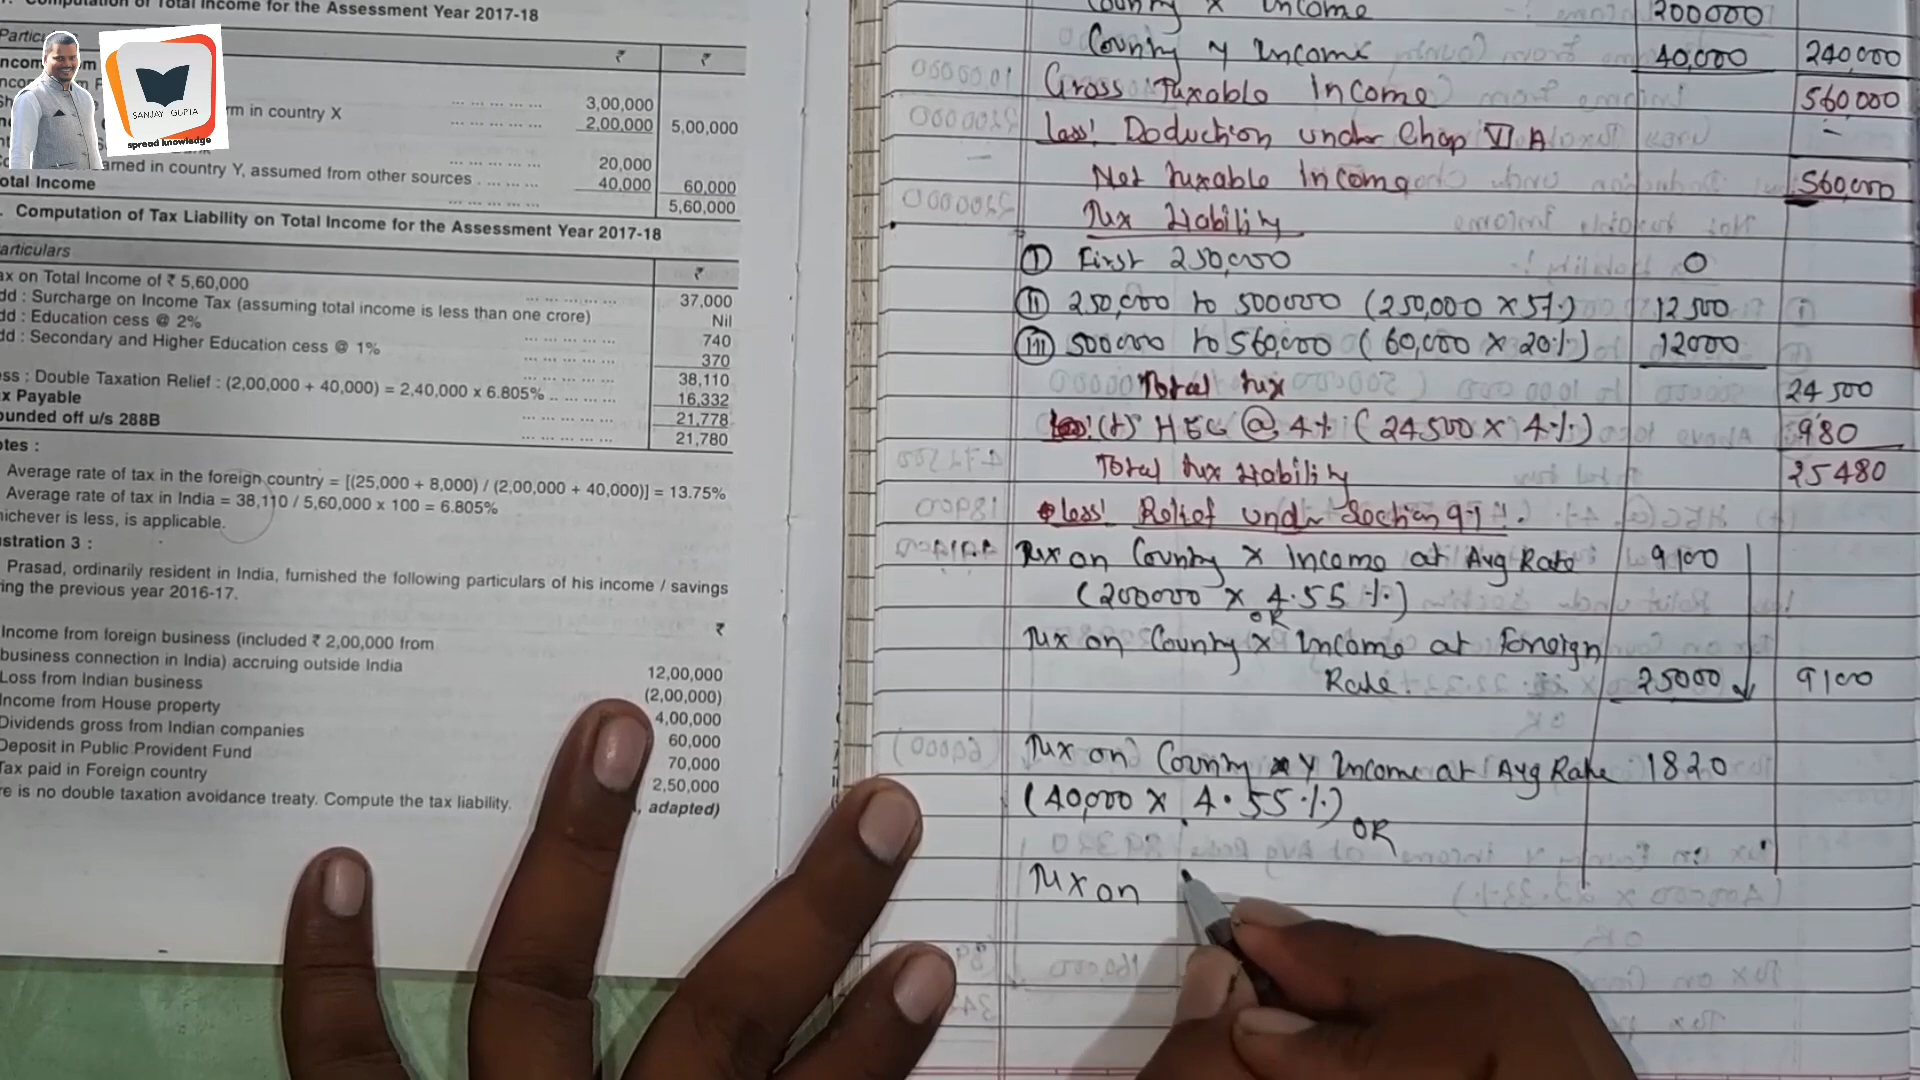 Computation of Total Income for the Assessment Year 2017-18
₹ ₹
rm in country X ... ... ... ... ... 3,00,000
... ... ... ... ... 2,00,000 5,00,000
... ... ... ... ... 20,000
arned in country Y, assumed from other sources ... ... ... 40,000 60,000
otal Income ... ... ... ... ... 5,60,000
SANJAY GUPTA
spread knowledge
. Computation of Tax Liability on Total Income for the Assessment Year 2017-18
articulars ₹
ax on Total Income of ₹ 5,60,000 ... ... ... ... ... 37,000
dd : Surcharge on Income Tax (assuming total income is less than one crore) Nil
dd : Education cess @ 2% ... ... ... ... ... 740
dd : Secondary and Higher Education cess @ 1% ... ... ... ... ... 370
38,110
ss : Double Taxation Relief : (2,00,000 + 40,000) = 2,40,000 x 6.805% .. ... ... ... 16,332
x Payable ... ... ... ... ... 21,778
ounded off u/s 288B ... ... ... ... ... 21,780
otes :
Average rate of tax in the foreign country = [(25,000 + 8,000) / (2,00,000 + 40,000)] = 13.75%
Average rate of tax in India = 38,110 / 5,60,000 x 100 = 6.805%
hichever is less, is applicable.
ustration 3 :
Prasad, ordinarily resident in India, furnished the following particulars of his income / savings
ring the previous year 2016-17.
₹
Income from foreign business (included ₹ 2,00,000 from
business connection in India) accruing outside India 12,00,000
Loss from Indian business (2,00,000)
Income from House property 4,00,000
Dividends gross from Indian companies 60,000
Deposit in Public Provident Fund 70,000
Tax paid in Foreign country 2,50,000
re is no double taxation avoidance treaty. Compute the tax liability. , adapted)
Country X Income 200000
Country Y Income 40,000 240,000
Gross Taxable Income 560000
Less! Deduction under Chap VI A -
Net Taxable Income 560,000
Tax Liability
(I) First 250,000 0
(II) 250,000 to 500000 (250,000 x 5%) 12500
(III) 500000 to 560,000 (60,000 x 20%) 12000
Total tax 24500
(+) HEC @ 4% (24500 x 4%) 980
Total tax Liability 25480
Less! Relief under Section 91!
Tax on Country X Income at Avg Rate 9100
(200000 x 4.55%)
OR
Tax on Country X Income at Foreign
Rate. 25000 9100
Tax on Country Y Income at Avg Rate 1820
(40,000 x 4.55%)
OR
Tax on